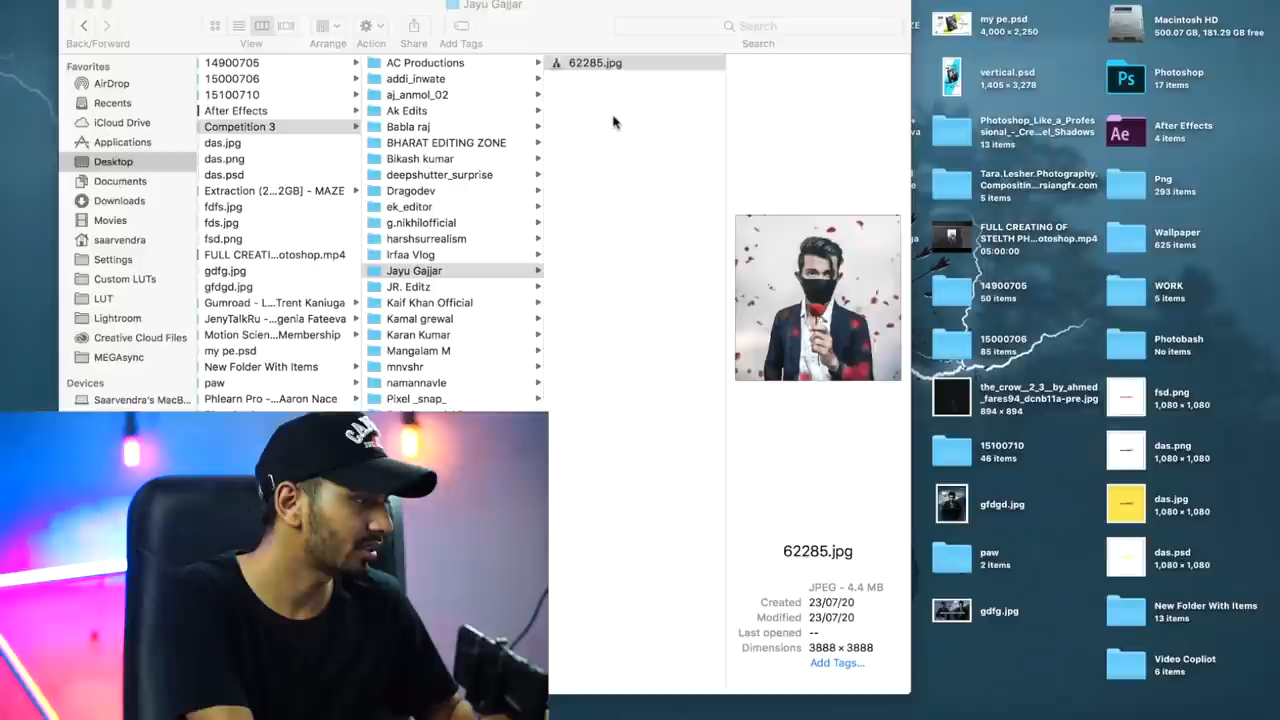 Jayu Gajjar
Search
Back/Forward
View
Arrange
Action
Share
Add Tags
Search
Favorites
AirDrop
Recents
iCloud Drive
Applications
Desktop
Documents
Downloads
Movies
saarvendra
Settings
Custom LUTs
LUT
Lightroom
Creative Cloud Files
MEGAsync
Devices
Saarvendra's MacB...
14900705
15000706
15100710
After Effects
Competition 3
das.jpg
das.png
das.psd
Extraction (2...2GB) - MAZE
fdfs.jpg
fds.jpg
fsd.png
FULL CREATI...otoshop.mp4
gdfg.jpg
gfdgd.jpg
Gumroad - L...Trent Kaniuga
JenyTalkRu -...genia Fateeva
Motion Scien...Membership
my pe.psd
New Folder With Items
paw
Phlearn Pro -...Aaron Nace
AC Productions
addi_inwate
aj_anmol_02
Ak Edits
Babla raj
BHARAT EDITING ZONE
Bikash kumar
deepshutter_surprise
Dragodev
ek_editor
g.nikhilofficial
harshsurrealism
Irfaa Vlog
Jayu Gajjar
JR. Editz
Kaif Khan Official
Kamal grewal
Karan Kumar
Mangalam M
mnvshr
namannavle
Pixel _snap_
62285.jpg
62285.jpg
JPEG - 4.4 MB
Created 23/07/20
Modified 23/07/20
Last opened --
Dimensions 3888 × 3888
Add Tags...
my pe.psd
4,000 × 2,250
vertical.psd
1,405 × 3,278
Photoshop_Like_a_Profes
sional_-_Cre...el_Shadows
13 items
Tara.Lesher.Photography.
Compositin...rsiangfx.com
5 items
FULL CREATING OF
STELTH PH...otoshop.mp4
05:00:00
14900705
50 items
15000706
85 items
the_crow__2_3__by_ahmed
_fares94_dcnb11a-pre.jpg
894 × 894
15100710
46 items
gfdgd.jpg
paw
2 items
gdfg.jpg
Macintosh HD
500.07 GB, 181.29 GB free
Photoshop
17 items
After Effects
4 items
Png
293 items
Wallpaper
625 items
WORK
5 items
Photobash
No items
fsd.png
1,080 × 1,080
das.png
1,080 × 1,080
das.jpg
1,080 × 1,080
das.psd
1,080 × 1,080
New Folder With Items
13 items
Video Copliot
6 items
Ps
Ae